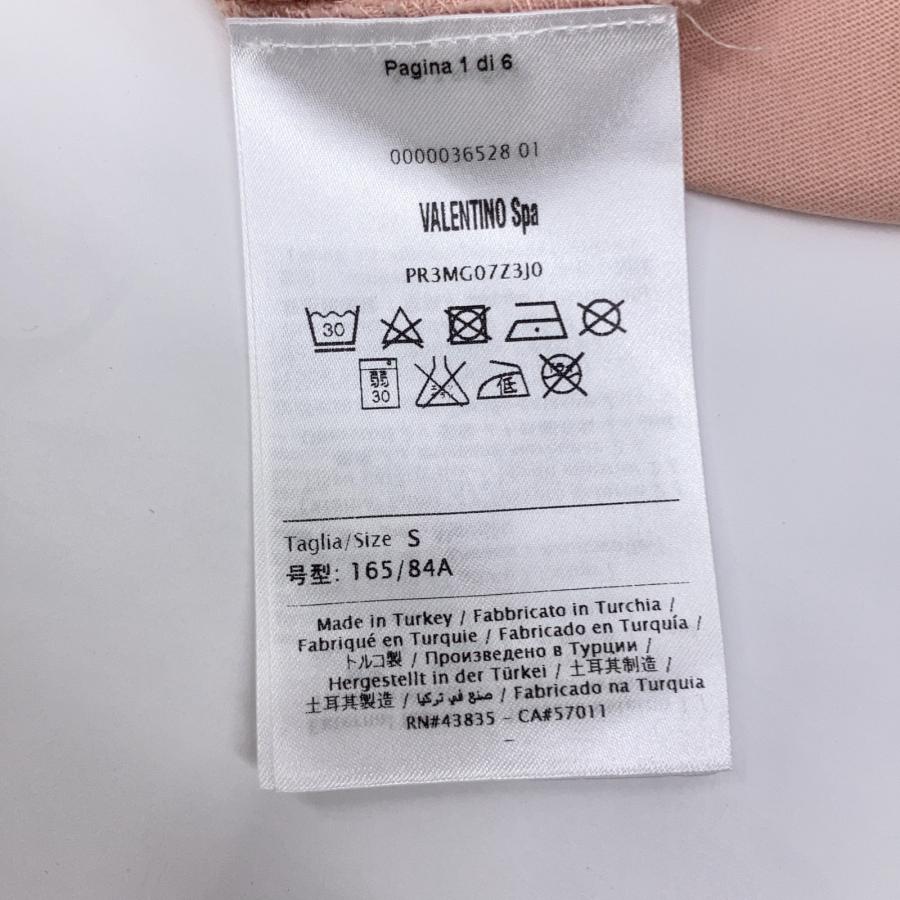 Pagina 1 di 6
0000036528 01
VALENTINO Spa
PR3MG07Z3J0
30
弱 低
30
Taglia/Size S
号型: 165/84A
Made in Turkey / Fabbricato in Turchia /
Fabriqué en Turquie / Fabricado en Turquía /
トルコ製 / Произведено в Турции /
Hergestellt in der Türkei / 土耳其制造 /
土耳其製造 / صنع في تركيا / Fabricado na Turquia
RN#43835 - CA#57011